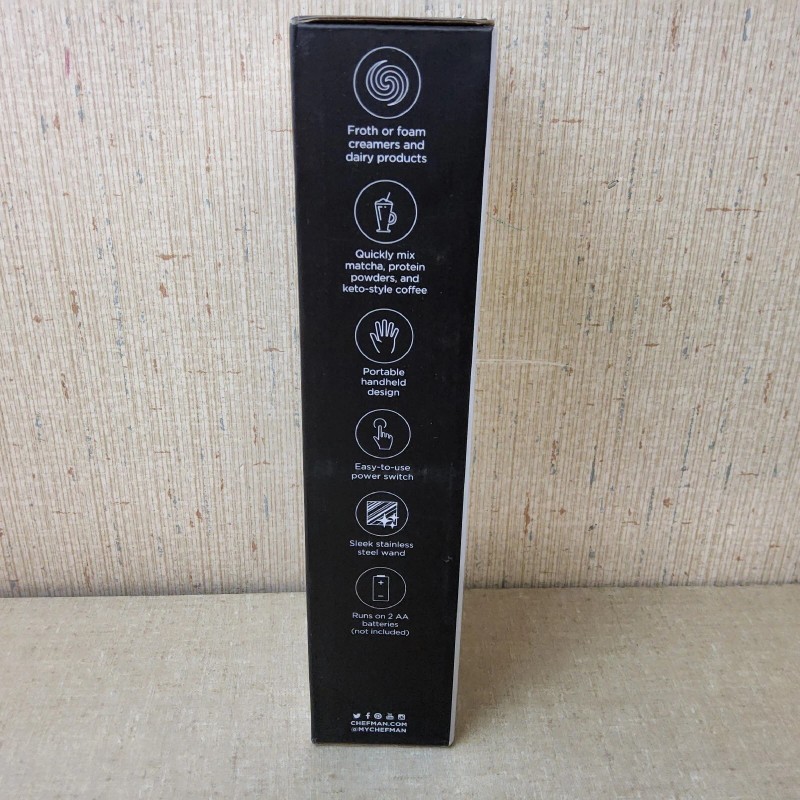 Froth or foam
creamers and
dairy products
Quickly mix
matcha, protein
powders, and
keto-style coffee
Portable
handheld
design
Easy-to-use
power switch
Sleek stainless
steel wand
Runs on 2 AA
batteries
(not included)
CHEFMAN.COM
@MYCHEFMAN